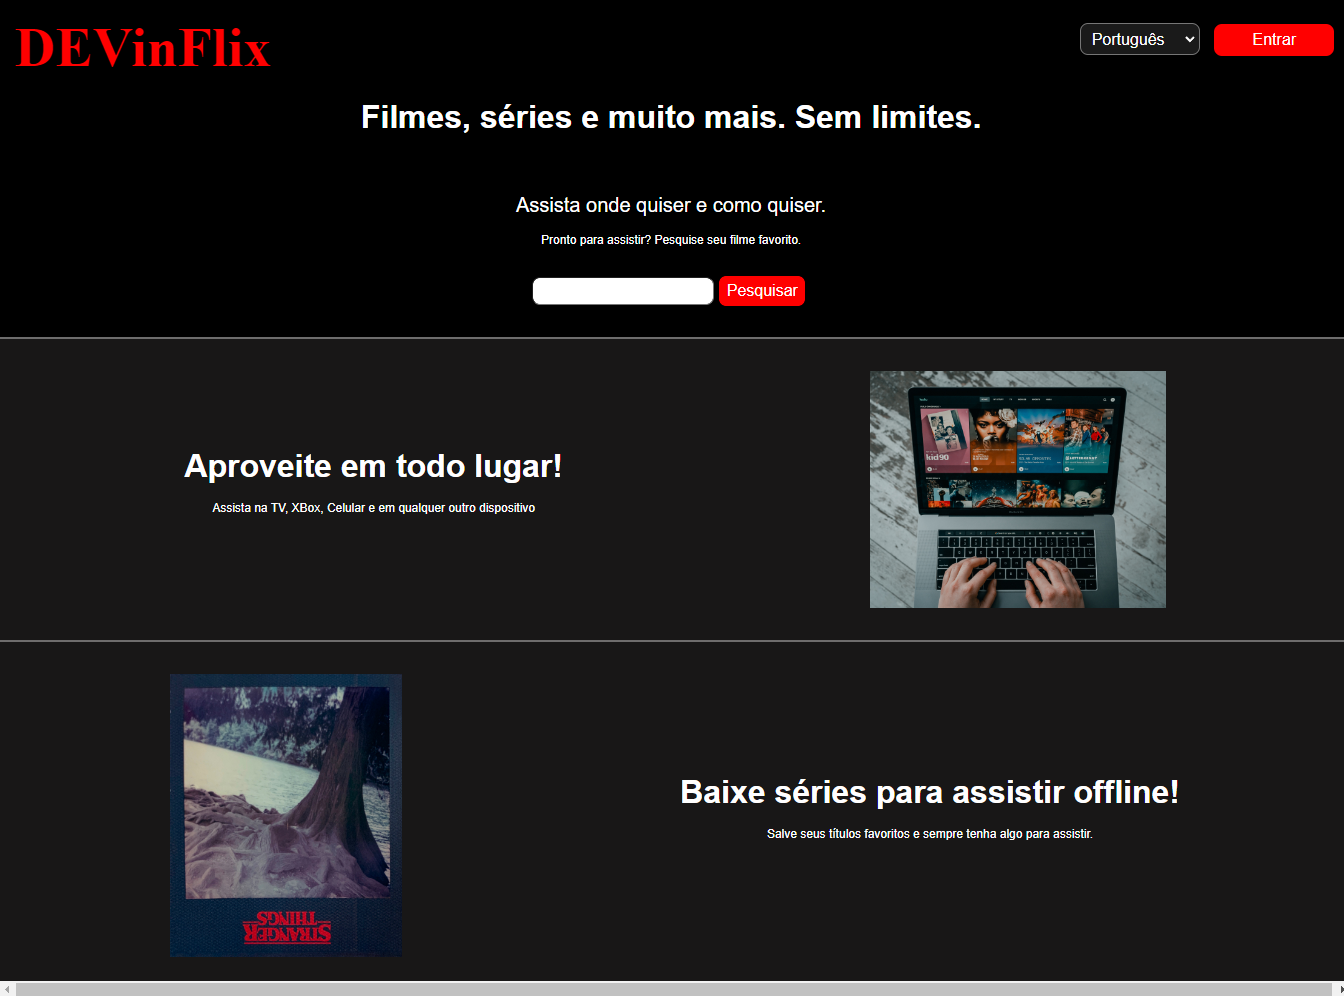 DEVinFlix
Português
Entrar
Filmes, séries e muito mais. Sem limites.
Assista onde quiser e como quiser.
Pronto para assistir? Pesquise seu filme favorito.
Pesquisar
Aproveite em todo lugar!
Assista na TV, XBox, Celular e em qualquer outro dispositivo
kid90
Baixe séries para assistir offline!
Salve seus títulos favoritos e sempre tenha algo para assistir.
STRANGER
THINGS